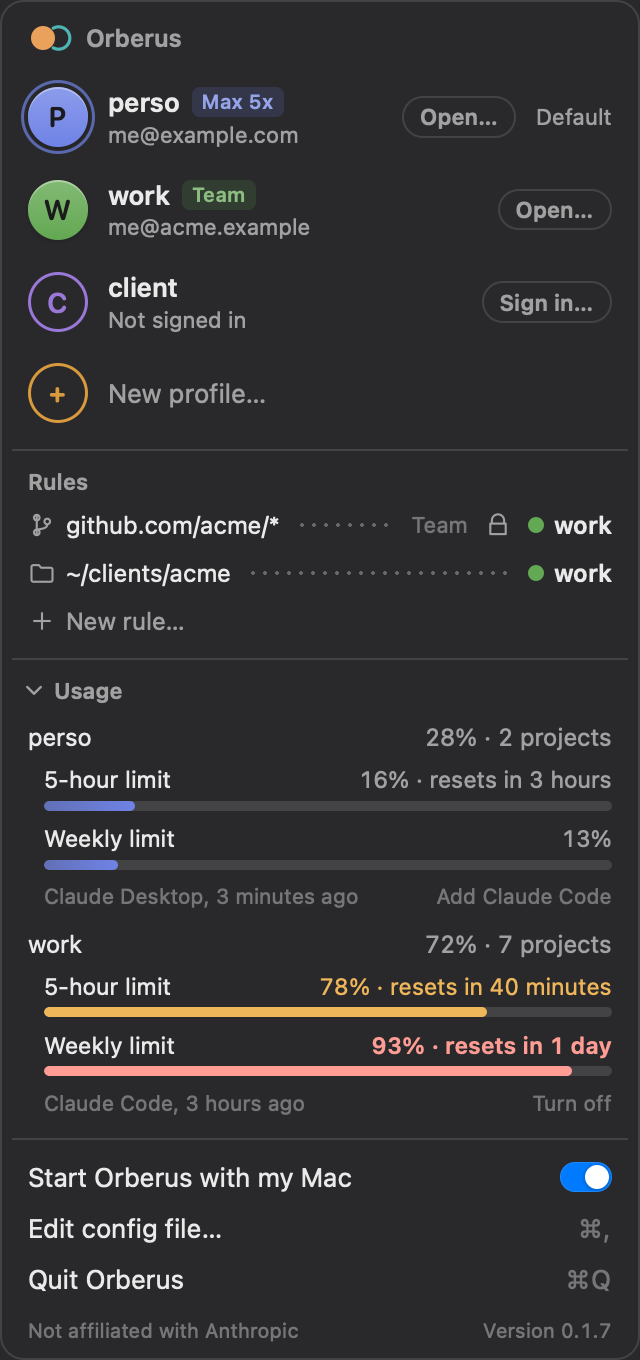 Orberus
P perso Max 5x Open... Default
me@example.com
W work Team Open...
me@acme.example
C client Sign in...
Not signed in
+ New profile...
Rules
github.com/acme/* Team work
~/clients/acme work
+ New rule...
Usage
perso 28% · 2 projects
5-hour limit 16% · resets in 3 hours
Weekly limit 13%
Claude Desktop, 3 minutes ago Add Claude Code
work 72% · 7 projects
5-hour limit 78% · resets in 40 minutes
Weekly limit 93% · resets in 1 day
Claude Code, 3 hours ago Turn off
Start Orberus with my Mac
Edit config file... ⌘,
Quit Orberus ⌘Q
Not affiliated with Anthropic Version 0.1.7